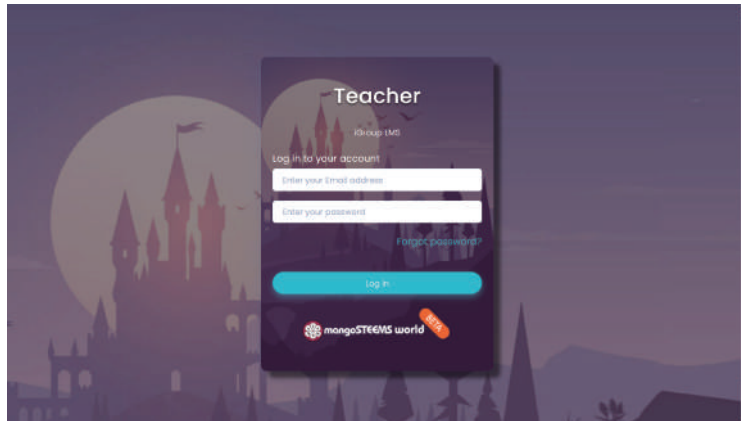 Teacher
iGroup LMS
Log in to your account
Enter your Email address
Enter your password
Forgot password?
Log in
mangoSTEEMS world
BETA